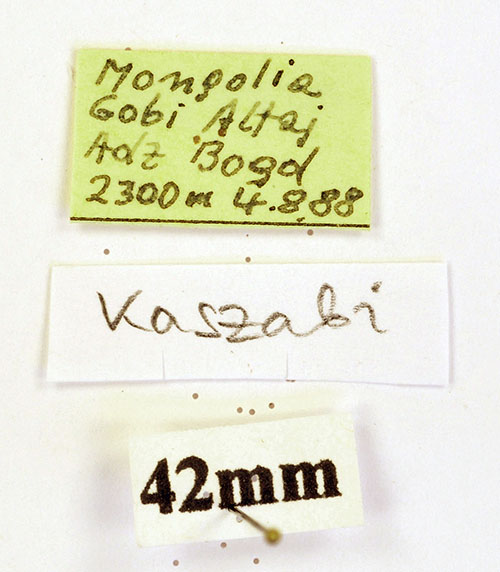 Mongolia
Gobi Altaj
Adz Bogd
2300m 4.8.88
Kaszabi
42mm